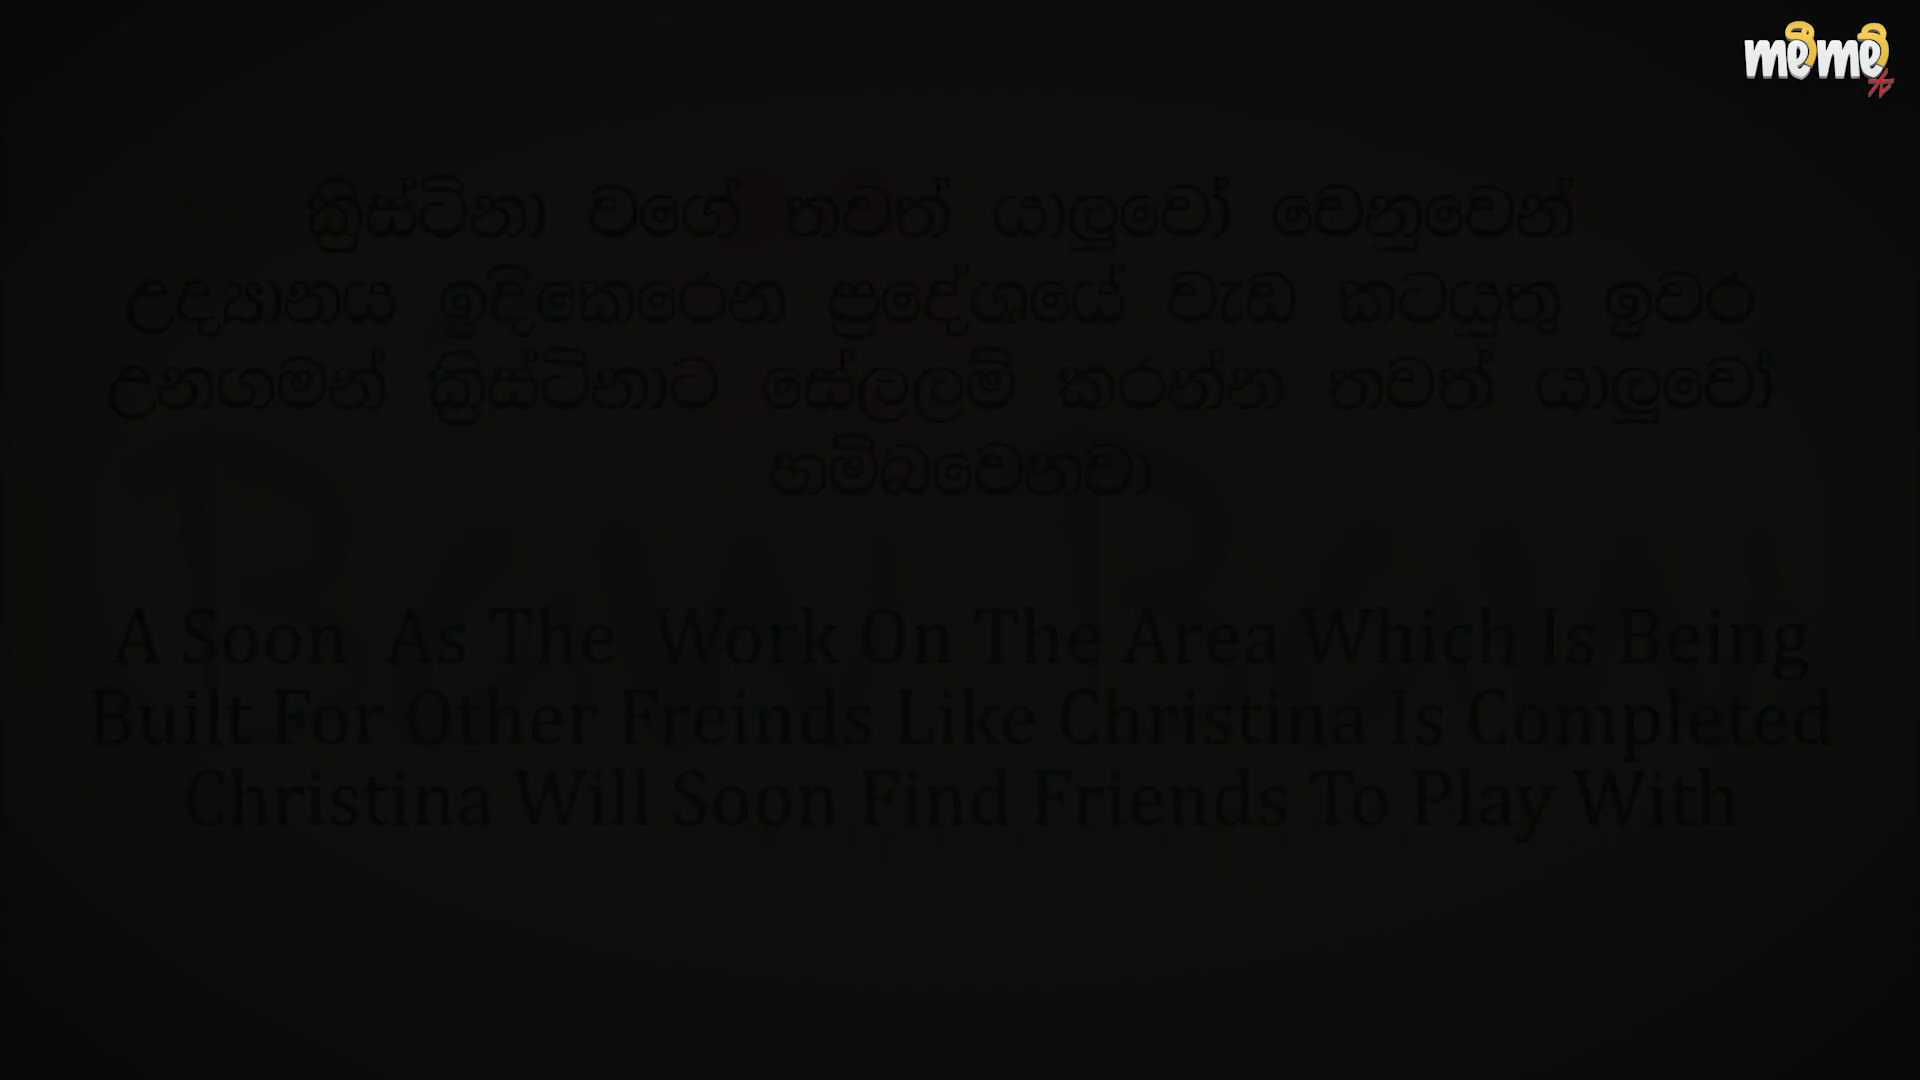 meme tv
ක්‍රිස්ටිනා වගේ තවත් යාලුවෝ වෙනුවෙන්
උද්‍යානය ඉදිකෙරෙන ප්‍රදේශයේ වැඩ කටයුතු ඉවර
උනගමන් ක්‍රිස්ටිනාට සේලලම් කරන්න තවත් යාලුවෝ
හම්බවෙනවා
A Soon As The Work On The Area Which Is Being
Built For Other Freinds Like Christina Is Completed
Christina Will Soon Find Friends To Play With